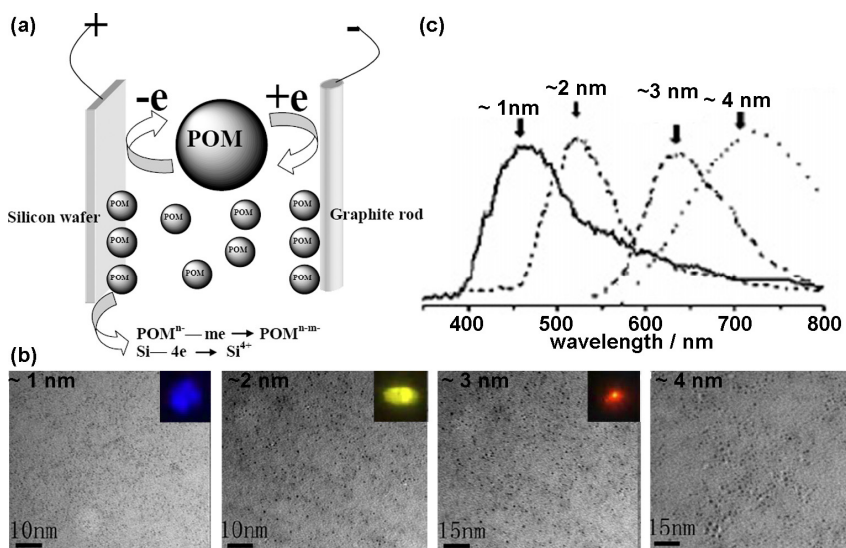 (a)
+
-
-e
+e
POM
Silicon wafer
Graphite rod
POM
POM
POM
POM
POM
POM
POM
POM
POM
POM
POMⁿ⁻— me → POMⁿ⁻ᵐ⁻
Si— 4e → Si⁴⁺
(c)
~ 1nm
~2 nm
~3 nm
~ 4 nm
400 500 600 700 800
wavelength / nm
(b)
~ 1 nm
~2 nm
~ 3 nm
~ 4 nm
10nm
10nm
15nm
15nm